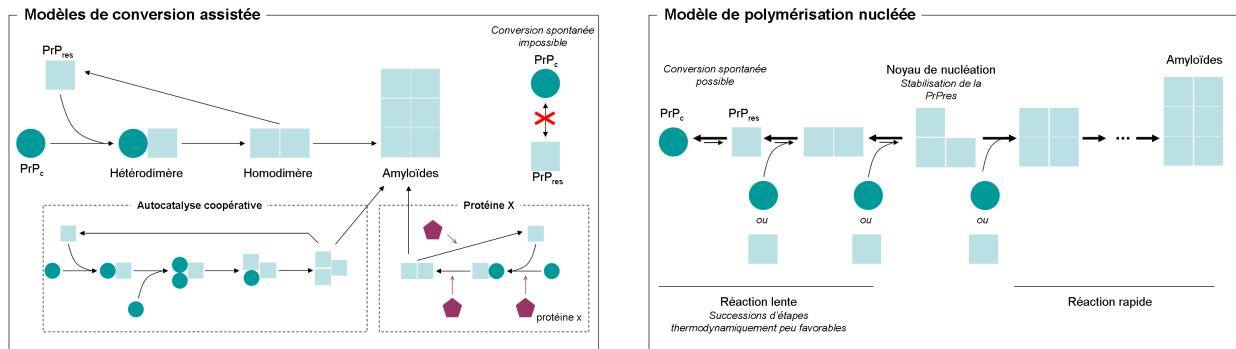 Modèles de conversion assistée
PrPres
PrPc
Hétérodimère
Homodimère
Amyloïdes
Conversion spontanée
impossible
PrPc
PrPres
Autocatalyse coopérative
Protéine X
protéine x
Modèle de polymérisation nucléée
Conversion spontanée
possible
PrPc
PrPres
Noyau de nucléation
Stabilisation de la
PrPres
Amyloïdes
...
ou
ou
ou
Réaction lente
Successions d'étapes
thermodynamiquement peu favorables
Réaction rapide